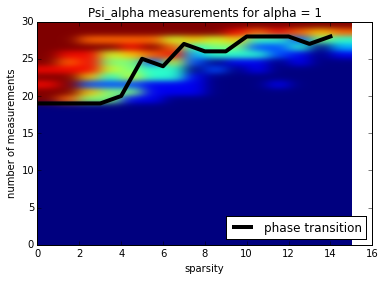 Psi_alpha measurements for alpha = 1
30
25
20
15
10
5
0
number of measurements
phase transition
0 2 4 6 8 10 12 14 16
sparsity